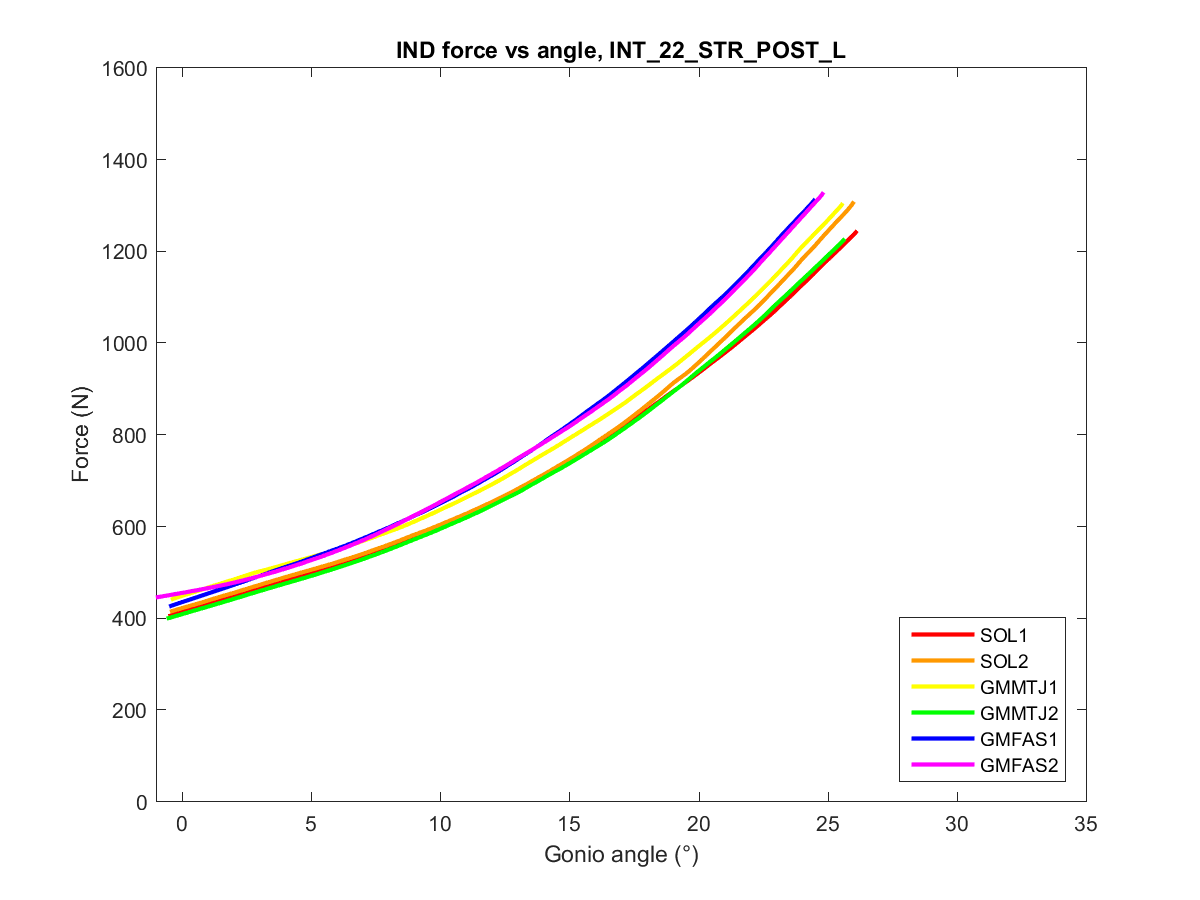 IND force vs angle, INT_22_STR_POST_L
1600
1400
1200
1000
800
600
400
200
0
Force (N)
0 5 10 15 20 25 30 35
Gonio angle (°)
SOL1
SOL2
GMMTJ1
GMMTJ2
GMFAS1
GMFAS2